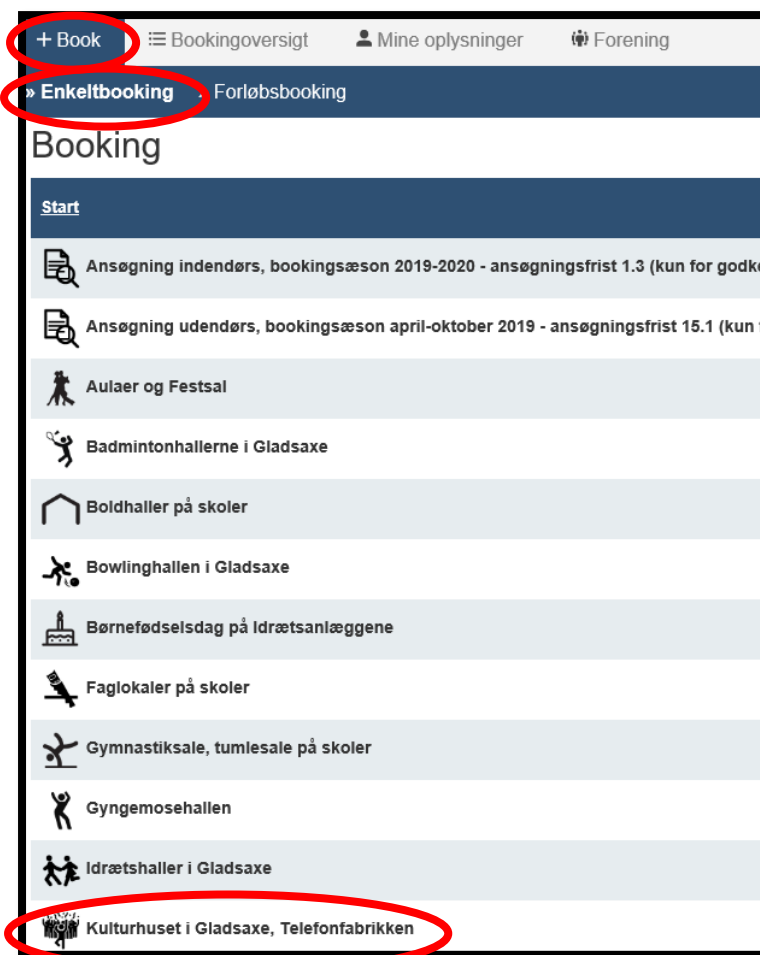 + Book Bookingoversigt Mine oplysninger Forening
» Enkeltbooking Forløbsbooking
Booking
Start
Ansøgning indendørs, bookingsæson 2019-2020 - ansøgningsfrist 1.3 (kun for
Ansøgning udendørs, bookingsæson april-oktober 2019 - ansøgningsfrist 15.1 (kun
Aulaer og Festsal
Badmintonhallerne i Gladsaxe
Boldhaller på skoler
Bowlinghallen i Gladsaxe
Børnefødselsdag på Idrætsanlæggene
Faglokaler på skoler
Gymnastiksale, tumlesale på skoler
Gyngemosehallen
Idrætshaller i Gladsaxe
Kulturhuset i Gladsaxe, Telefonfabrikken